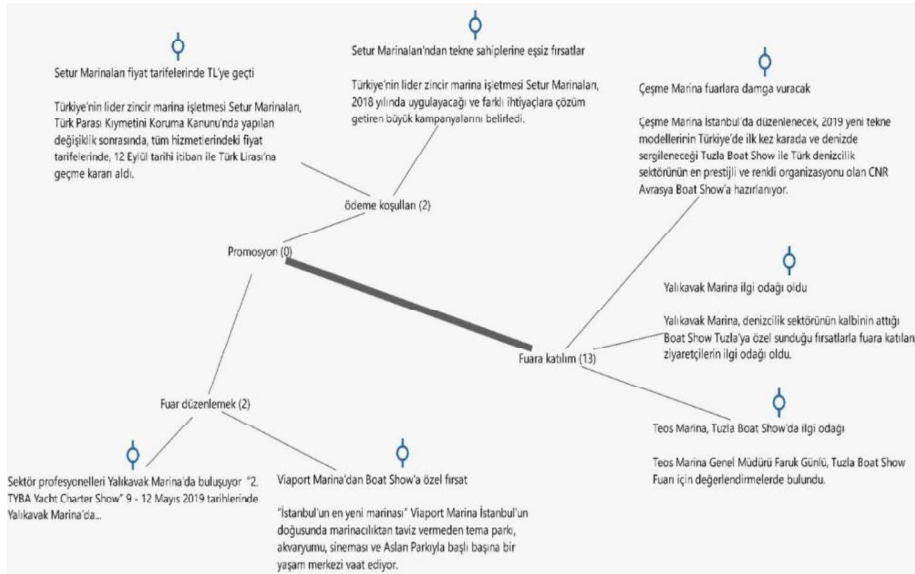 Setur Marinaları fiyat tarifelerinde TL'ye geçti
Türkiye'nin lider zincir marina işletmesi Setur Marinaları,
Türk Parası Kıymetini Koruma Kanunu'nda yapılan
değişiklik sonrasında, tüm hizmetlerindeki fiyat
tarifelerinde, 12 Eylül tarihi itibarı ile Türk Lirası'na
geçme kararı aldı.
Setur Marinaları'ndan tekne sahiplerine eşsiz fırsatlar
Türkiye'nin lider zincir marina işletmesi Setur Marinaları,
2018 yılında uygulayacağı ve farklı ihtiyaçlara çözüm
getiren büyük kampanyalarını belirledi.
Çeşme Marina fuarlara damga vuracak
Çeşme Marina İstanbul'da düzenlenecek, 2019 yeni tekne
modellerinin Türkiye'de ilk kez karada ve denizde
sergileneceği Tuzla Boat Show ile Türk denizcilik
sektörünün en prestijli ve renkli organizasyonu olan CNR
Avrasya Boat Show'a hazırlanıyor.
ödeme koşulları (2)
Promosyon (0)
Yalıkavak Marina ilgi odağı oldu
Yalıkavak Marina, denizcilik sektörünün kalbinin attığı
Boat Show Tuzla'ya özel sunduğu fırsatlarla fuara katılan
ziyaretçilerin ilgi odağı oldu.
Fuara katılım (13)
Fuar düzenlemek (2)
Teos Marina, Tuzla Boat Show'da ilgi odağı
Teos Marina Genel Müdürü Faruk Günlü, Tuzla Boat Show
Fuarı için değerlendirmelerde bulundu.
Sektör profesyonelleri Yalıkavak Marina'da buluşuyor "2.
TYBA Yacht Charter Show" 9 - 12 Mayıs 2019 tarihlerinde
Yalıkavak Marina'da...
Viaport Marina'dan Boat Show'a özel fırsat
"İstanbul'un en yeni marinası" Viaport Marina İstanbul'un
doğusunda marinacılıktan taviz vermeden tema parkı,
akvaryumu, sineması ve Aslan Parkıyla başlı başına bir
yaşam merkezi vaat ediyor.